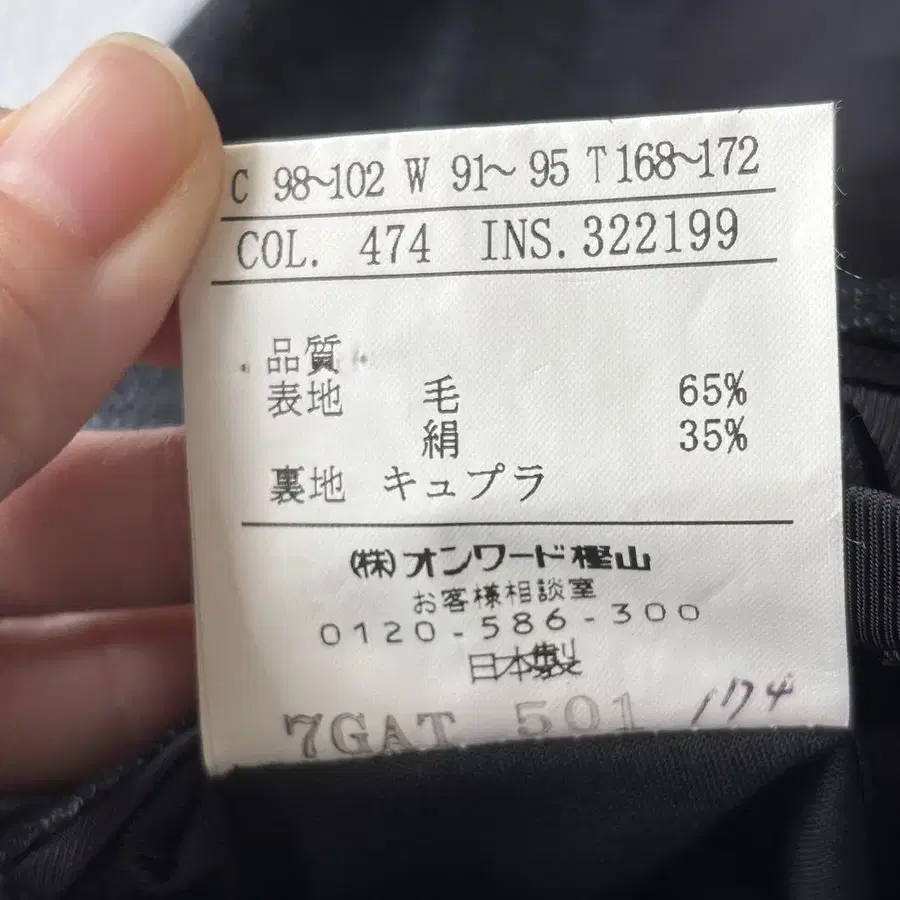 C 98~102 W 91~ 95 T168~172
COL. 474 INS.322199
品質
表地 毛 65%
絹 35%
裏地 キュプラ
㈱オンワード樫山
お客様相談室
0120-586-300
日本製
7GAT 501 174